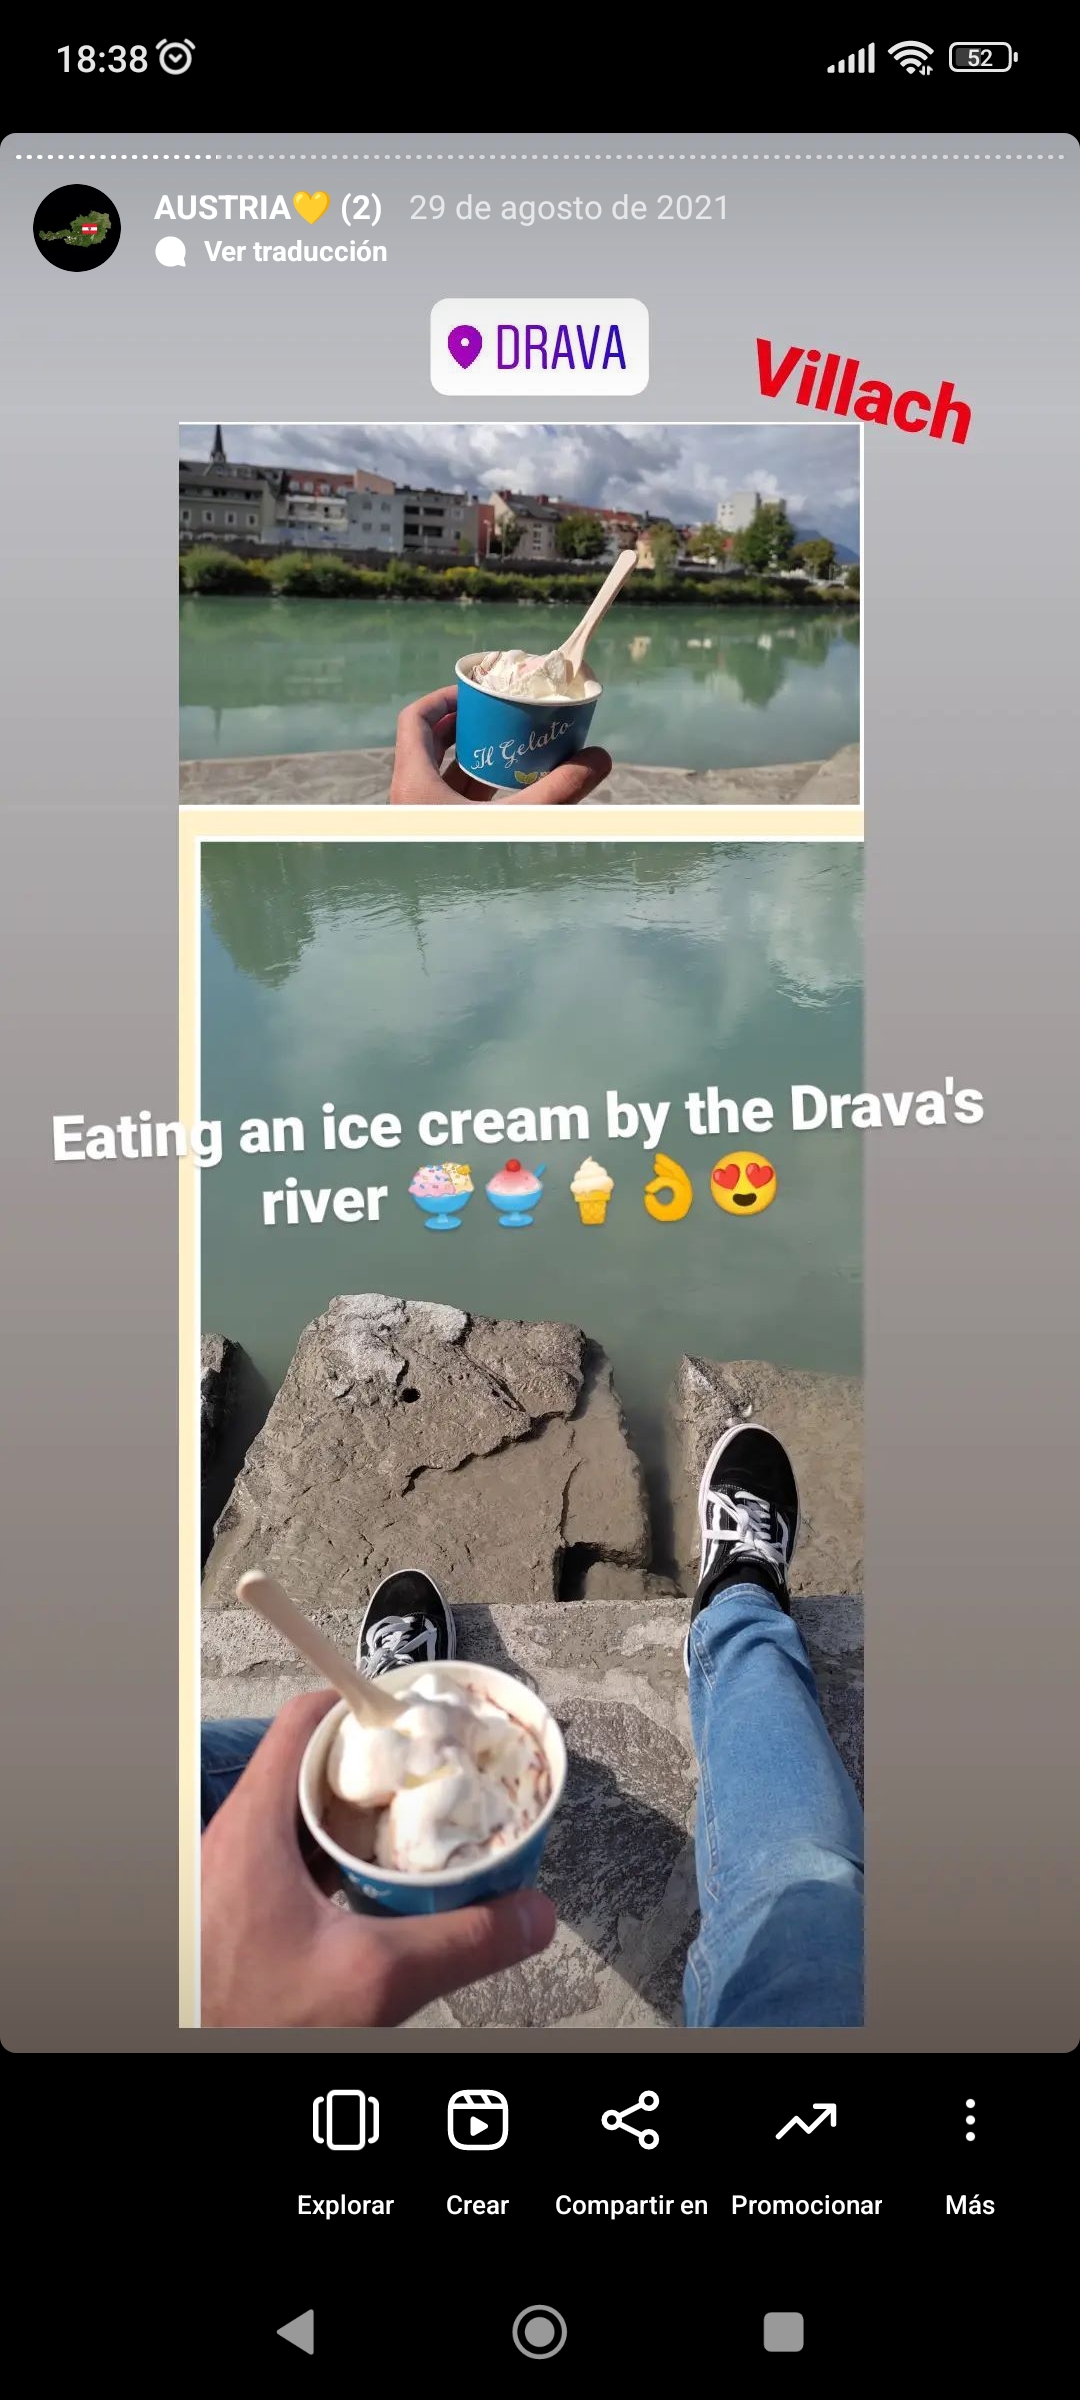 18:38
52
AUSTRIA💛 (2) 29 de agosto de 2021
Ver traducción
DRAVA
Villach
Il Gelato
Eating an ice cream by the Drava's
river 🍨🍧🍦👌😍
Explorar Crear Compartir en Promocionar Más